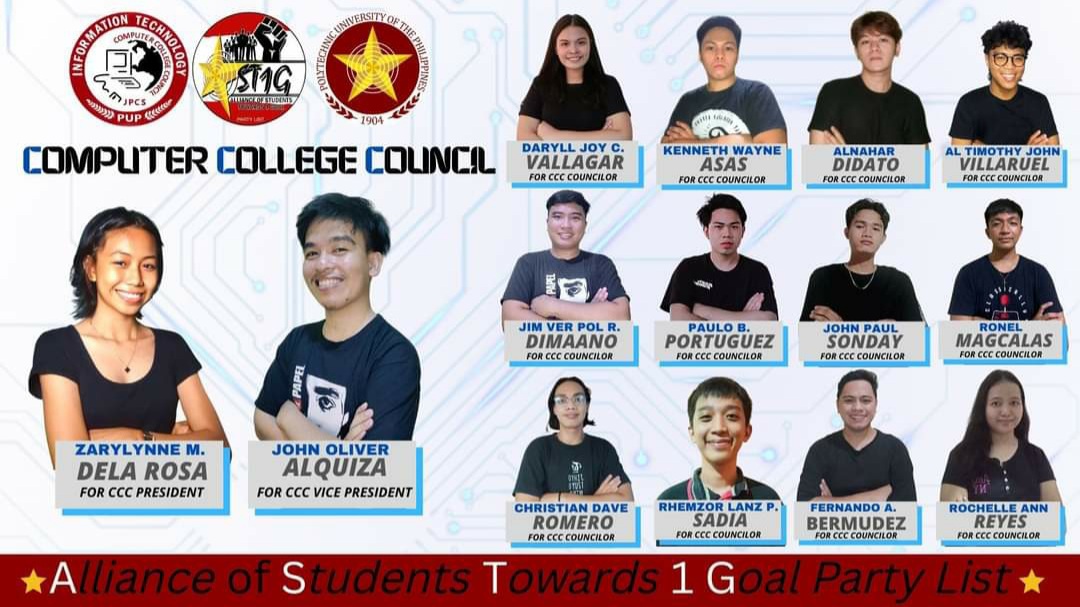 INFORMATION TECHNOLOGY
COMPUTER COLLEGE COUNCIL
JPCS
PUP
ST1G
ALLIANCE OF STUDENTS
PARTY LIST
POLYTECHNIC UNIVERSITY OF THE PHILIPPINES
1904
COMPUTER COLLEGE COUNCIL
ZARYLYNNE M.
DELA ROSA
FOR CCC PRESIDENT
JOHN OLIVER
ALQUIZA
FOR CCC VICE PRESIDENT
PAPEL
DARYLL JOY C.
VALLAGAR
FOR CCC COUNCILOR
KENNETH WAYNE
ASAS
FOR CCC COUNCILOR
ALNAHAR
DIDATO
FOR CCC COUNCILOR
AL TIMOTHY JOHN
VILLARUEL
FOR CCC COUNCILOR
PAPEL
JIM VER POL R.
DIMAANO
FOR CCC COUNCILOR
PAULO B.
PORTUGUEZ
FOR CCC COUNCILOR
JOHN PAUL
SONDAY
FOR CCC COUNCILOR
RONEL
MAGCALAS
FOR CCC COUNCILOR
CHRISTIAN DAVE
ROMERO
FOR CCC COUNCILOR
RHEMZOR LANZ P.
SADIA
FOR CCC COUNCILOR
FERNANDO A.
BERMUDEZ
FOR CCC COUNCILOR
ROCHELLE ANN
REYES
FOR CCC COUNCILOR
Alliance of Students Towards 1 Goal Party List